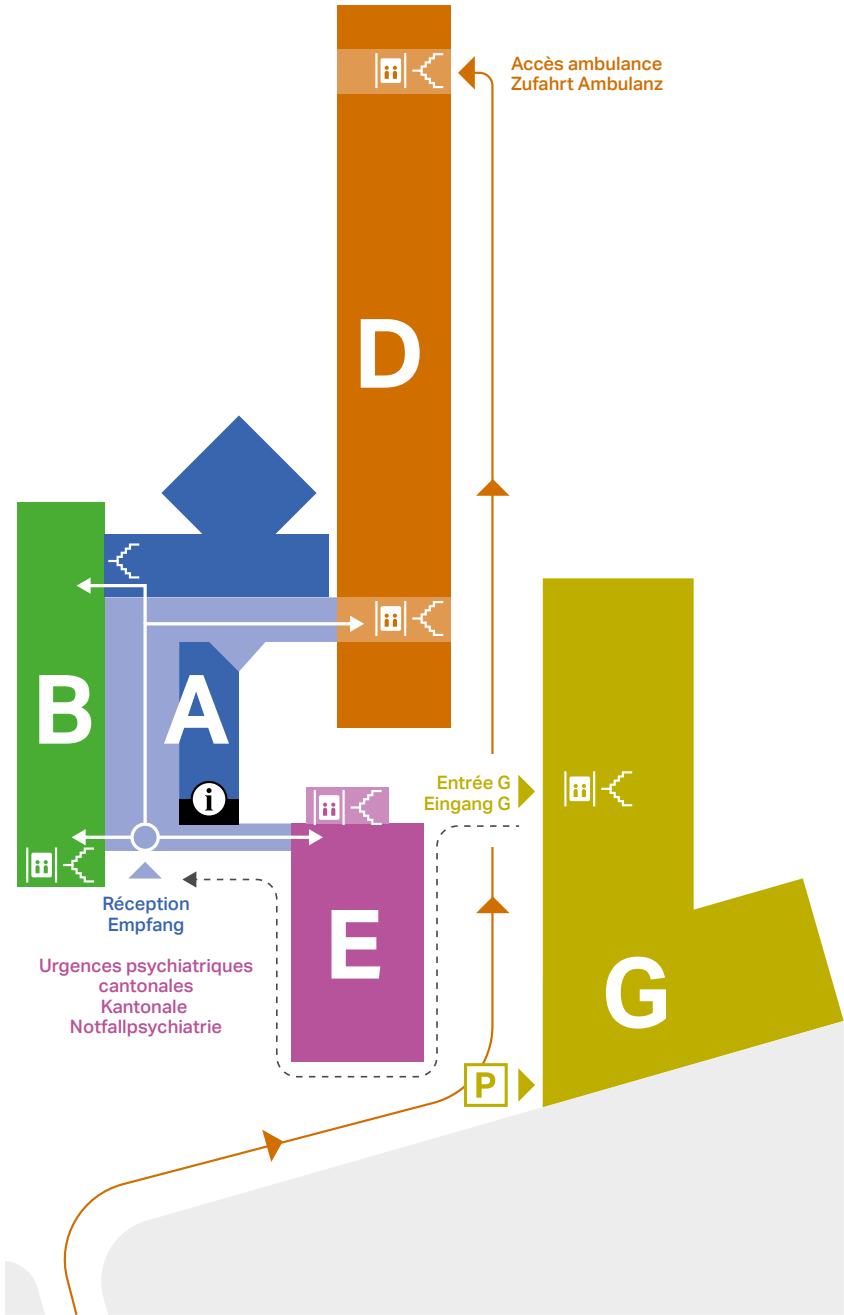 Accès ambulance
Zufahrt Ambulanz
D
B
A
i
Entrée G
Eingang G
Réception
Empfang
E
Urgences psychiatriques
cantonales
Kantonale
Notfallpsychiatrie
G
P